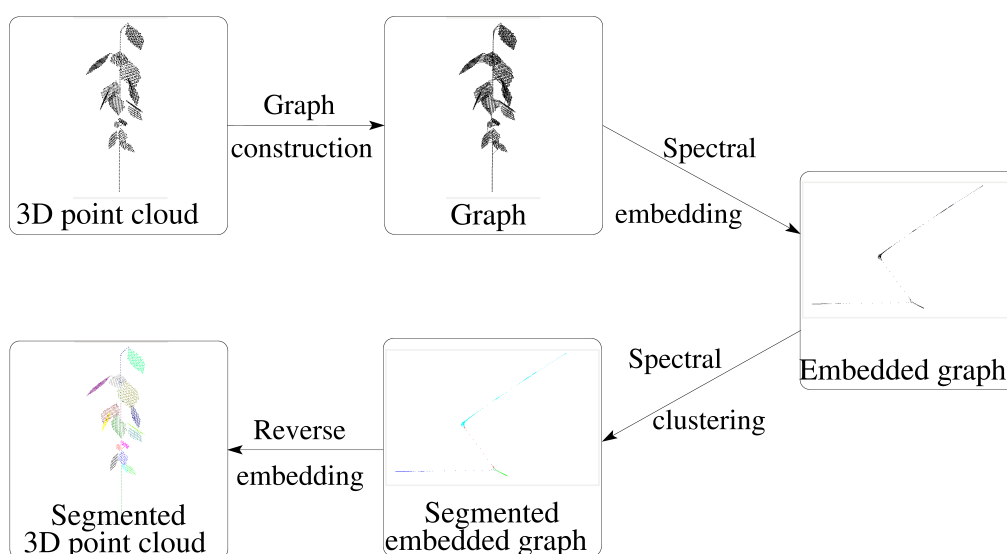 3D point cloud
Graph
construction
Graph
Spectral
embedding
Embedded graph
Spectral
clustering
Segmented
embedded graph
Reverse
embedding
Segmented
3D point cloud